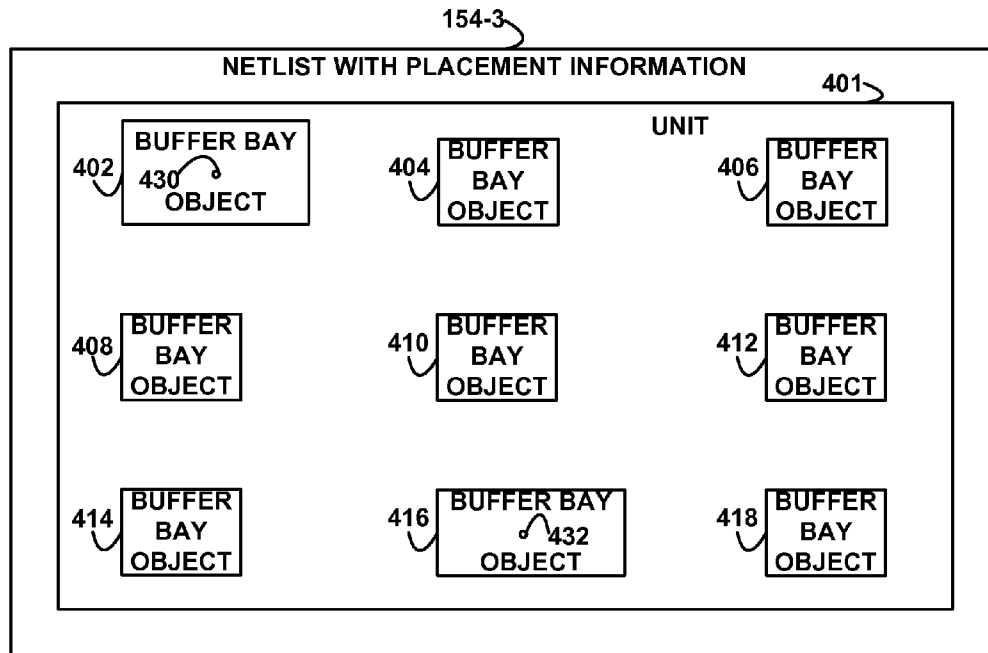 154-3
NETLIST WITH PLACEMENT INFORMATION
401
UNIT
402
BUFFER BAY
430
OBJECT
404
BUFFER
BAY
OBJECT
406
BUFFER
BAY
OBJECT
408
BUFFER
BAY
OBJECT
410
BUFFER
BAY
OBJECT
412
BUFFER
BAY
OBJECT
414
BUFFER
BAY
OBJECT
416
BUFFER BAY
432
OBJECT
418
BUFFER
BAY
OBJECT